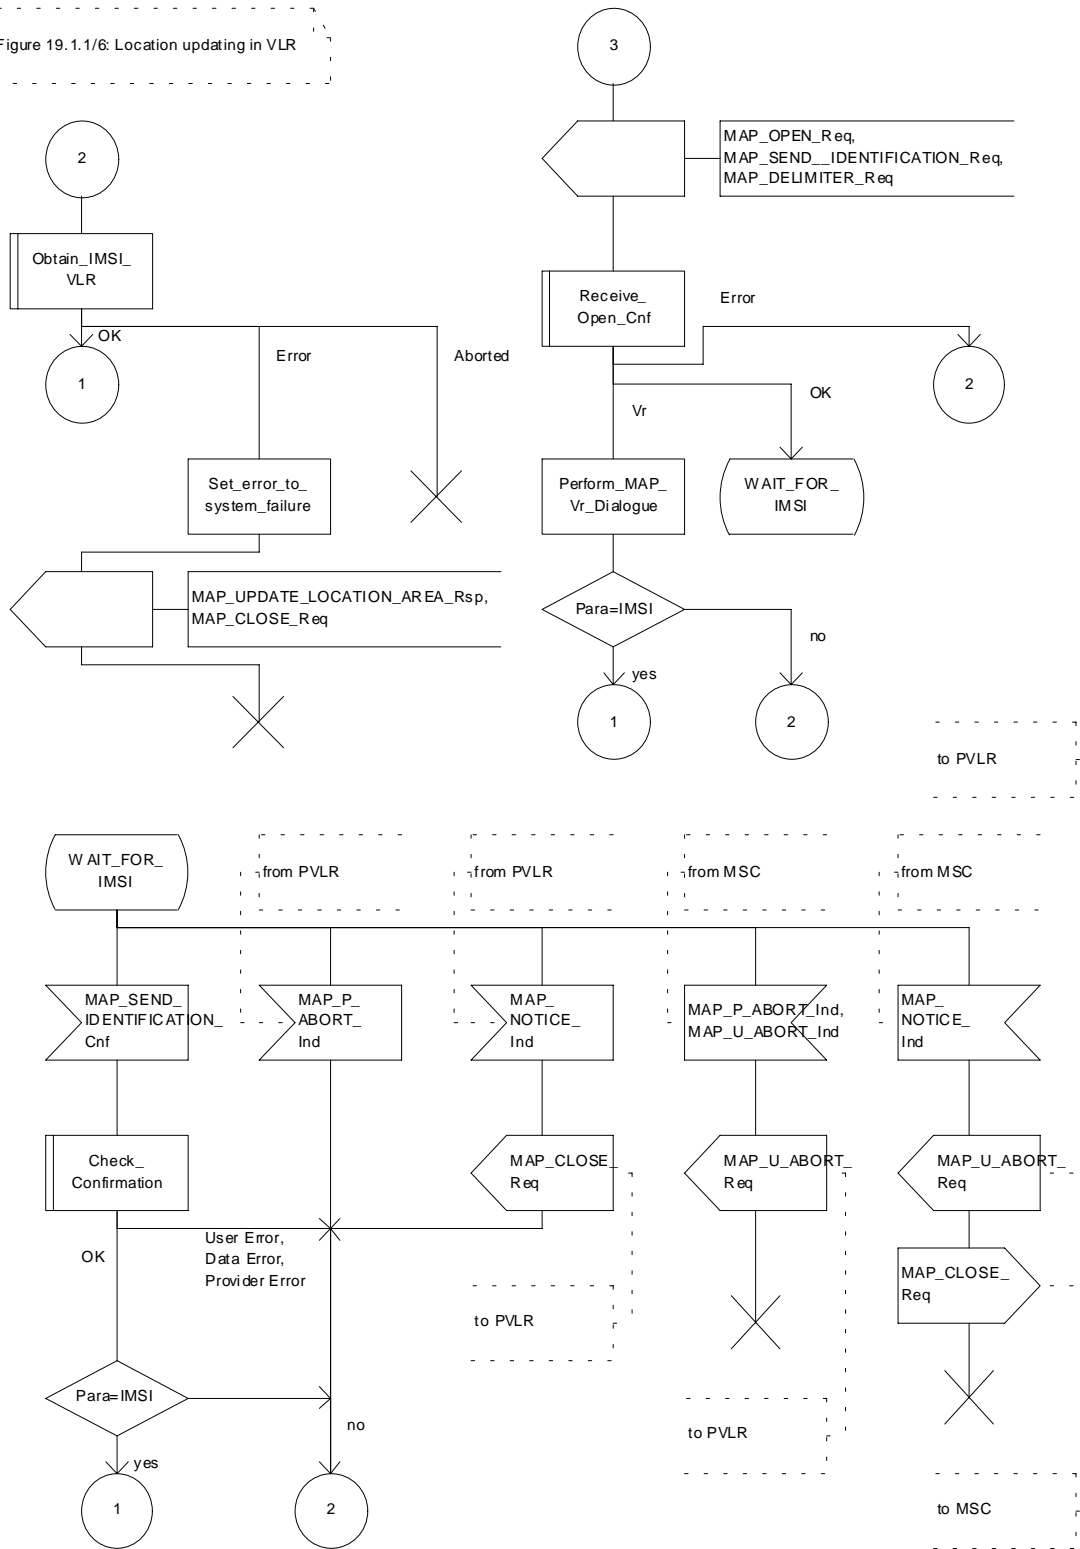 Figure 19.1.1/6: Location updating in VLR
3
MAP_OPEN_Req,
MAP_SEND__IDENTIFICATION_Req,
MAP_DELIMITER_Req
2
Obtain_IMSI_
VLR
OK
1
Error
Aborted
Set_error_to_
system_failure
MAP_UPDATE_LOCATION_AREA_Rsp,
MAP_CLOSE_Req
Receive_
Open_Cnf
Error
2
OK
Vr
Perform_MAP_
Vr_Dialogue
WAIT_FOR_
IMSI
Para=IMSI
no
yes
1
2
to PVLR
WAIT_FOR_
IMSI
from PVLR
from PVLR
from MSC
from MSC
MAP_SEND_
IDENTIFICATION_
Cnf
MAP_P_
ABORT_
Ind
MAP_
NOTICE_
Ind
MAP_P_ABORT_Ind,
MAP_U_ABORT_Ind
MAP_
NOTICE_
Ind
Check_
Confirmation
MAP_CLOSE_
Req
MAP_U_ABORT_
Req
MAP_U_ABORT_
Req
OK
User Error,
Data Error,
Provider Error
MAP_CLOSE_
Req
to PVLR
Para=IMSI
no
to PVLR
yes
1
2
to MSC